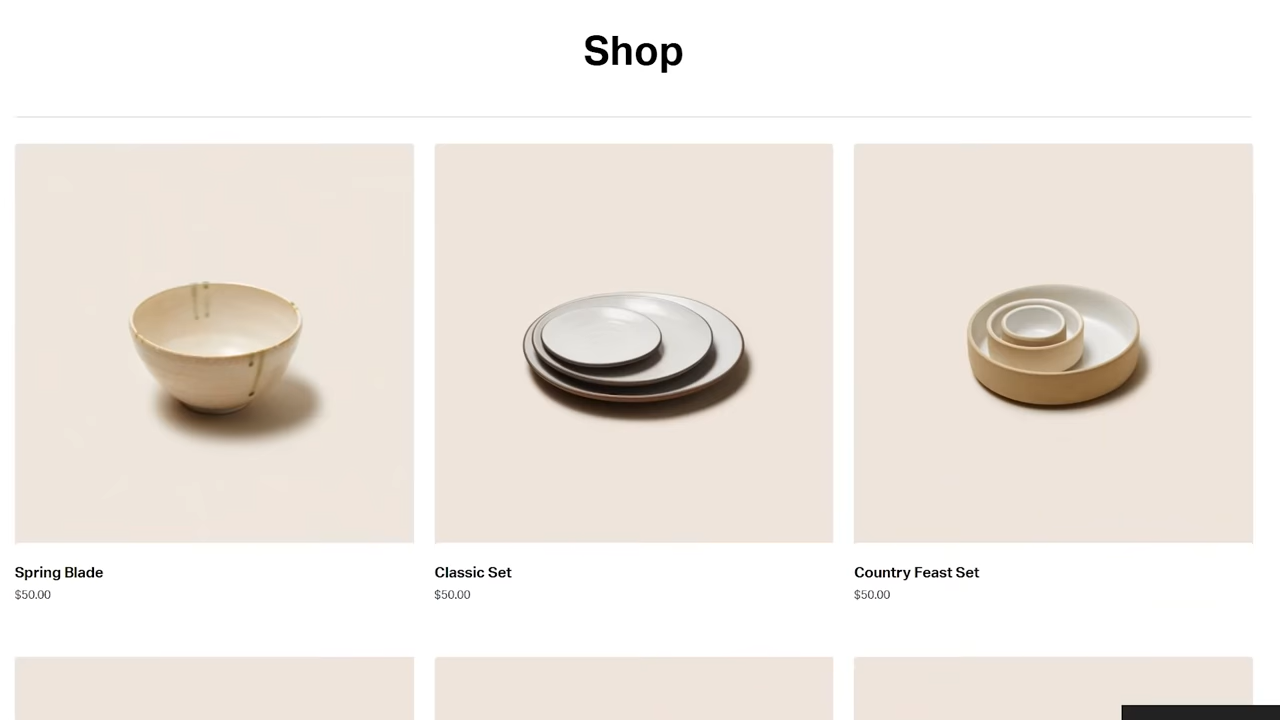 Shop
Spring Blade
$50.00
Classic Set
$50.00
Country Feast Set
$50.00